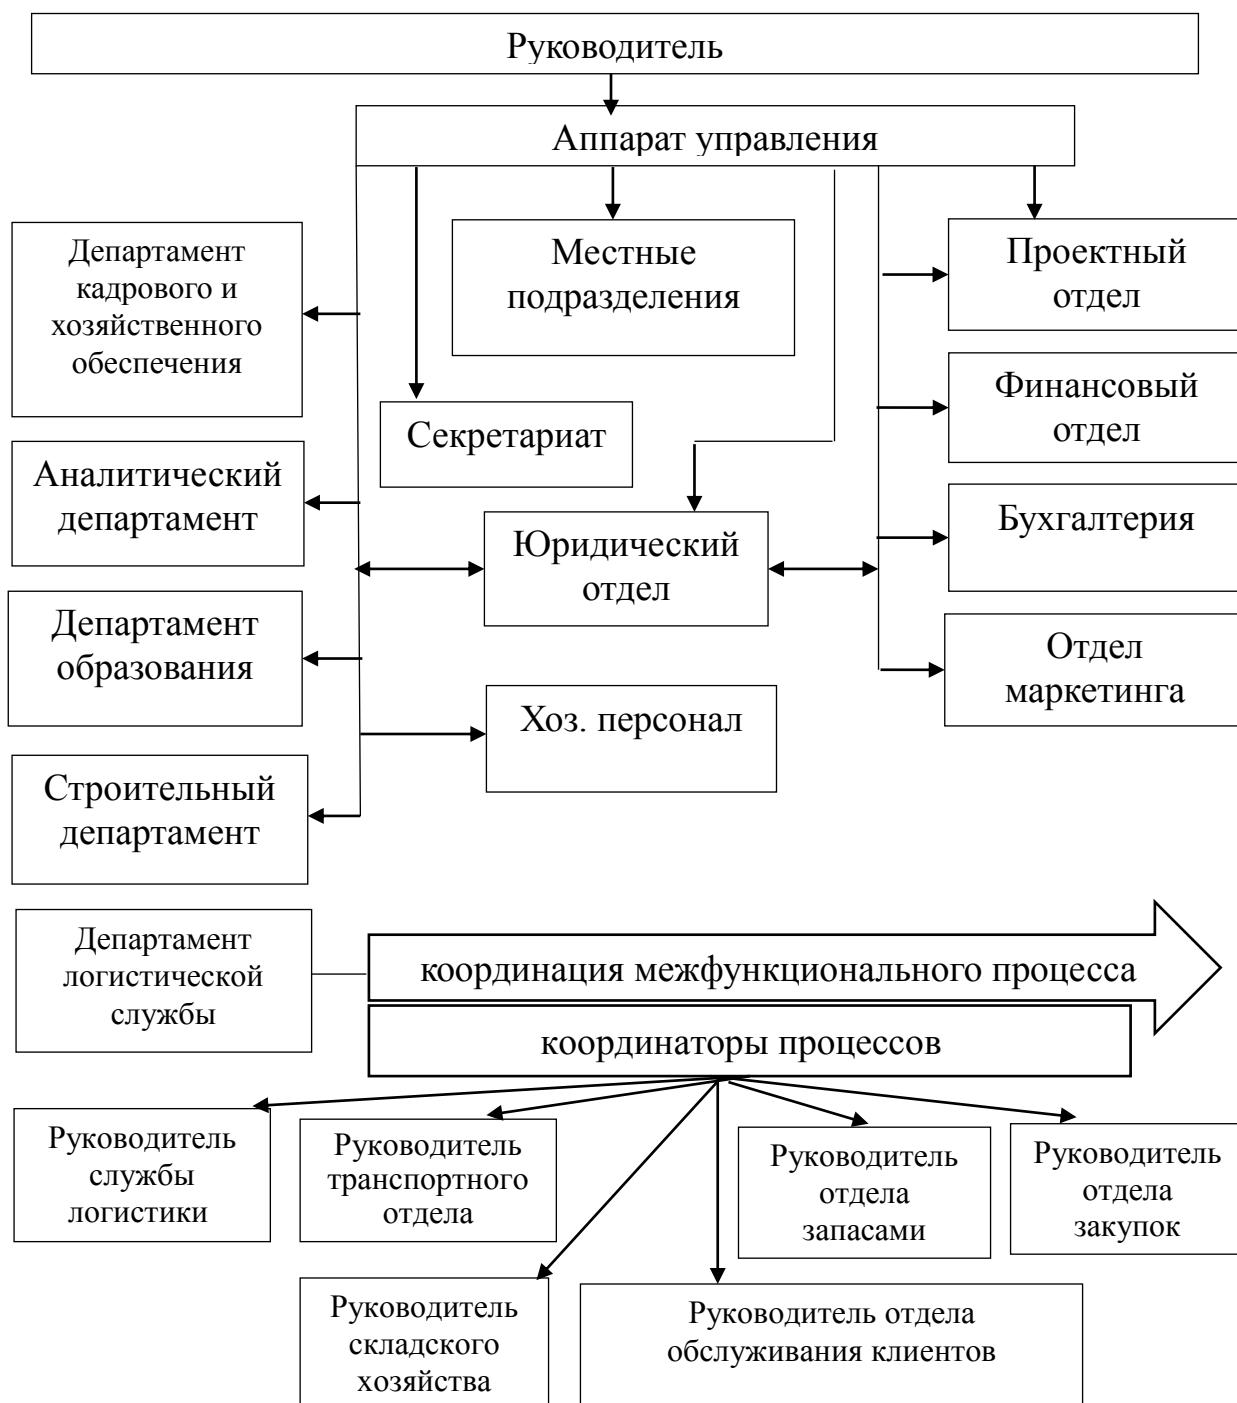 Руководитель
Аппарат управления
Департамент
кадрового и
хозяйственного
обеспечения
Местные
подразделения
Проектный
отдел
Финансовый
отдел
Секретариат
Аналитический
департамент
Бухгалтерия
Юридический
отдел
Департамент
образования
Отдел
маркетинга
Хоз. персонал
Строительный
департамент
Департамент
логистической
службы
координация межфункционального процесса
координаторы процессов
Руководитель
службы
логистики
Руководитель
транспортного
отдела
Руководитель
отдела
запасами
Руководитель
отдела
закупок
Руководитель
складского
хозяйства
Руководитель отдела
обслуживания клиентов